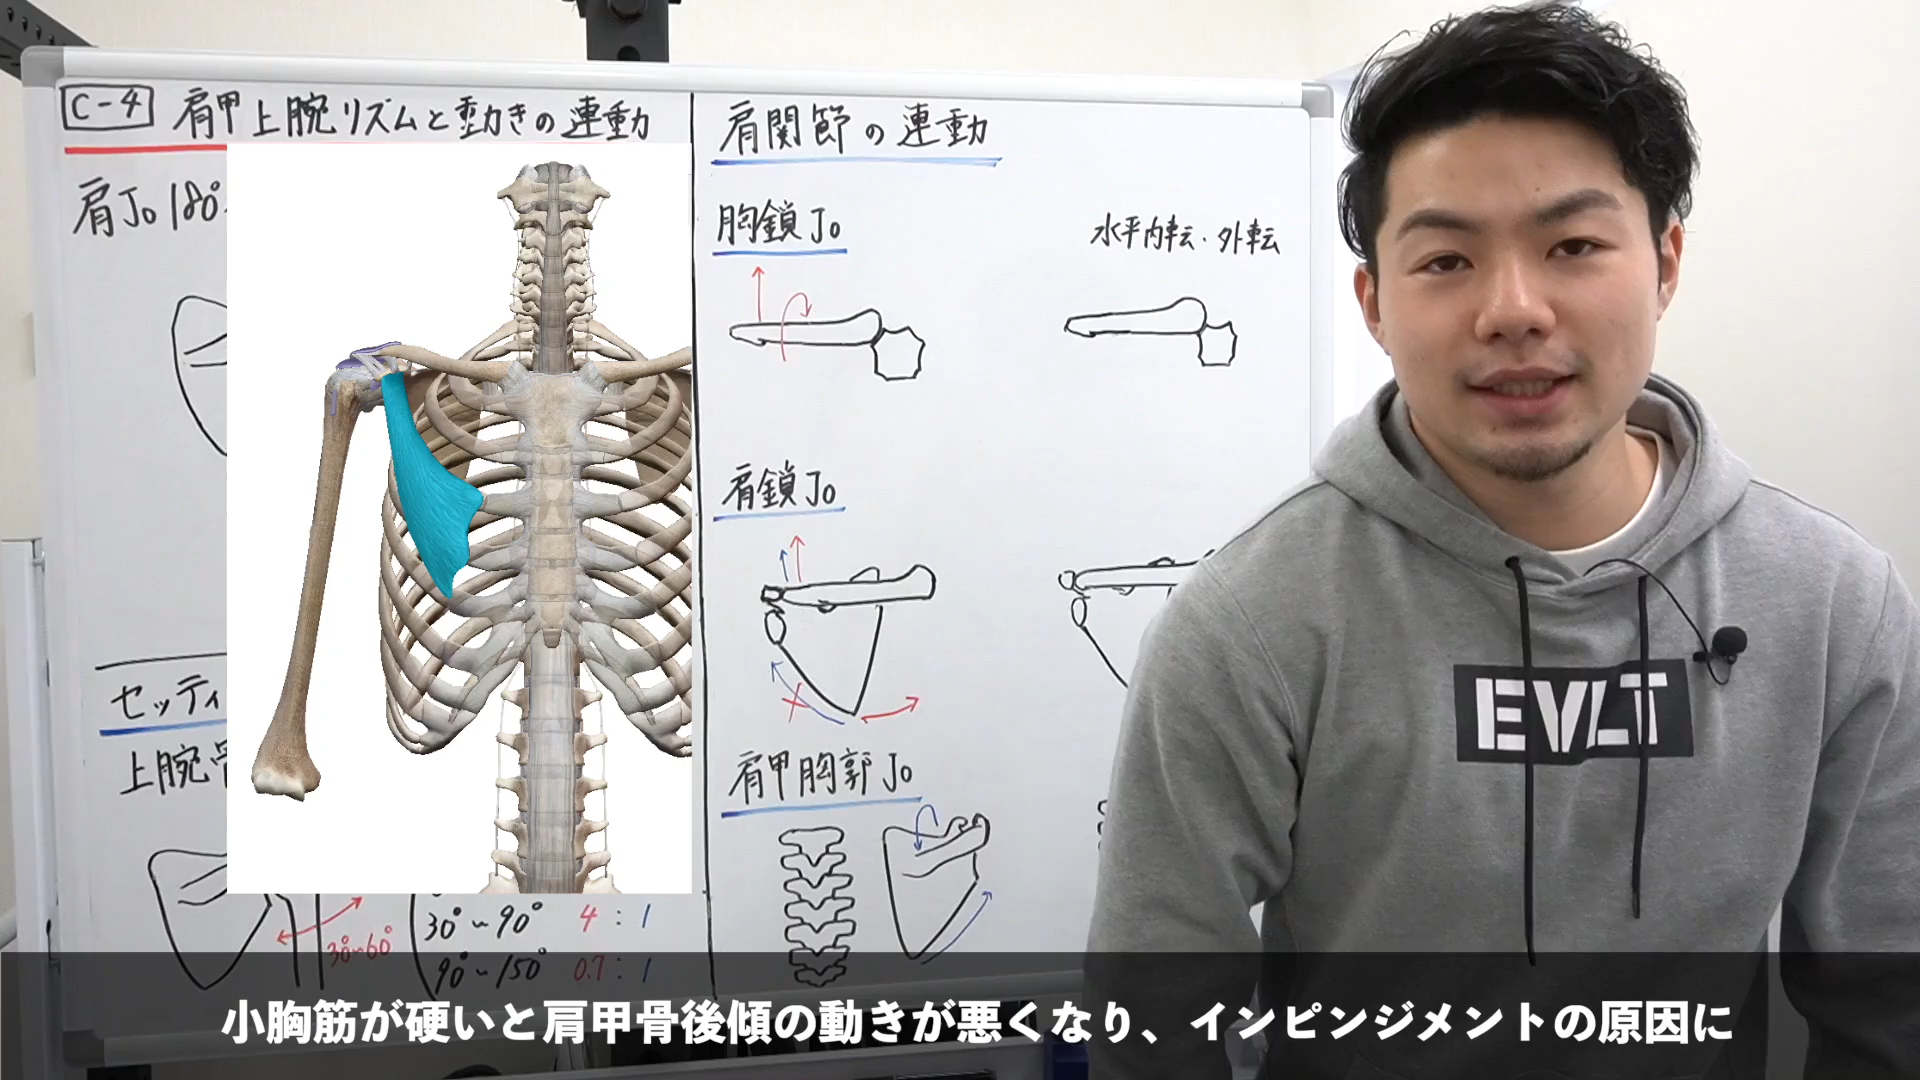 C-4 肩甲上腕リズムと動きの連動
肩Jo 180°
セッティ
上腕骨
30°~60°
30°~90° 4:1
90°~150° 0.7:1
肩関節の連動
胸鎖Jo
水平内転・外転
肩鎖Jo
肩甲胸郭Jo
EVLT
小胸筋が硬いと肩甲骨後傾の動きが悪くなり、インピンジメントの原因に